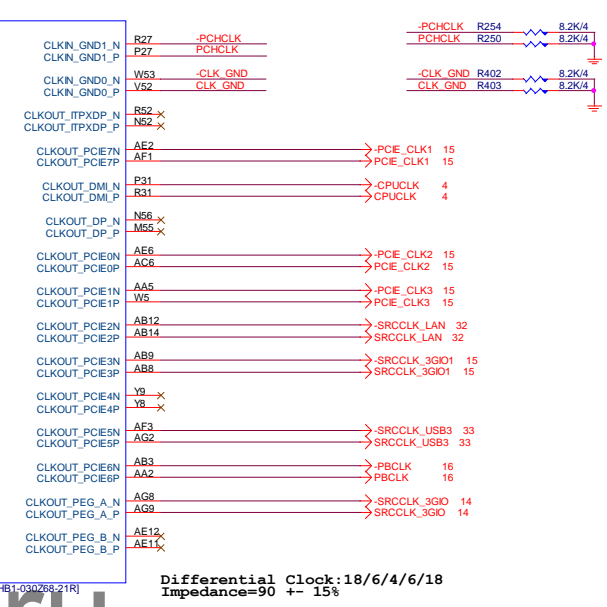 -PCHCLK R254 8.2K/4
PCHCLK R250 8.2K/4
CLKIN_GND1_N R27 -PCHCLK
CLKIN_GND1_P P27 PCHCLK
CLKIN_GND0_N W53 -CLK_GND
CLKIN_GND0_P V52 CLK_GND
-CLK_GND R402 8.2K/4
CLK_GND R403 8.2K/4
CLKOUT_ITPXDP_N R52
CLKOUT_ITPXDP_P N52
CLKOUT_PCIE7N AE2 -PCIE_CLK1 15
CLKOUT_PCIE7P AF1 PCIE_CLK1 15
CLKOUT_DMI_N P31 -CPUCLK 4
CLKOUT_DMI_P R31 CPUCLK 4
CLKOUT_DP_N N56
CLKOUT_DP_P M55
CLKOUT_PCIE0N AE6 -PCIE_CLK2 15
CLKOUT_PCIE0P AC6 PCIE_CLK2 15
CLKOUT_PCIE1N AA5 -PCIE_CLK3 15
CLKOUT_PCIE1P W5 PCIE_CLK3 15
CLKOUT_PCIE2N AB12 -SRCCLK_LAN 32
CLKOUT_PCIE2P AB14 SRCCLK_LAN 32
CLKOUT_PCIE3N AB9 -SRCCLK_3GIO1 15
CLKOUT_PCIE3P AB8 SRCCLK_3GIO1 15
CLKOUT_PCIE4N Y9
CLKOUT_PCIE4P Y8
CLKOUT_PCIE5N AF3 -SRCCLK_USB3 33
CLKOUT_PCIE5P AG2 SRCCLK_USB3 33
CLKOUT_PCIE6N AB3 -PBCLK 16
CLKOUT_PCIE6P AA2 PBCLK 16
CLKOUT_PEG_A_N AG8 -SRCCLK_3GIO 14
CLKOUT_PEG_A_P AG9 SRCCLK_3GIO 14
CLKOUT_PEG_B_N AE12
CLKOUT_PEG_B_P AE11
HB1-030Z68-21R]
Differential Clock:18/6/4/6/18
Impedance=90 +- 15%